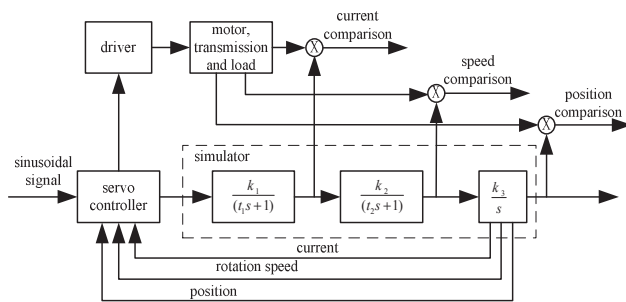 current
comparison
driver
motor,
transmission
and load
X
speed
comparison
X
position
comparison
X
sinusoidal
signal
simulator
servo
controller
k₁
(t₁s+1)
k₂
(t₂s+1)
k₃
s
current
rotation speed
position